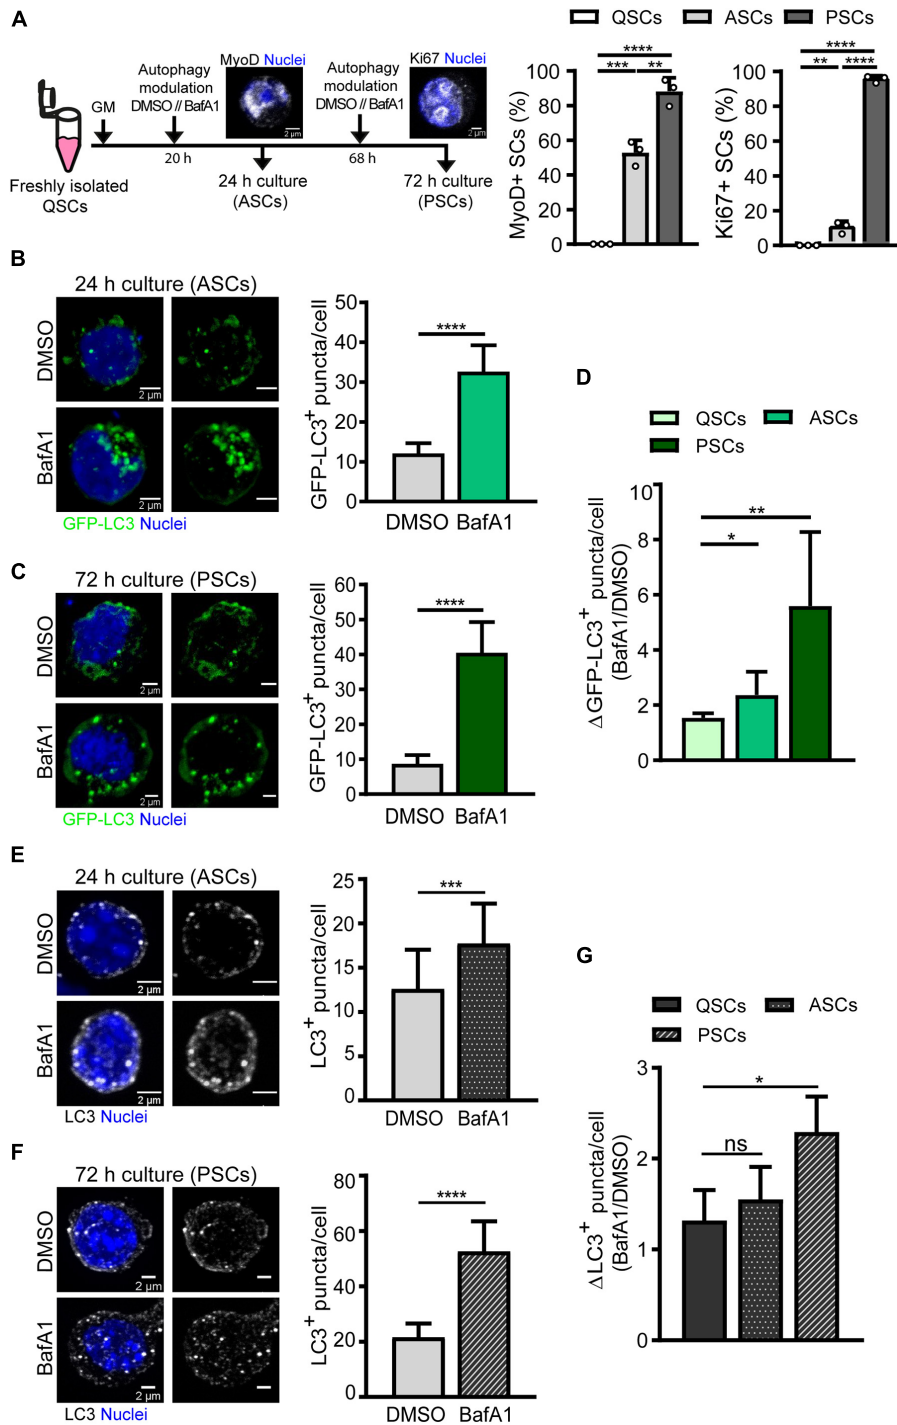 A
QSCs ASCs PSCs
MyoD Nuclei
Ki67 Nuclei
Autophagy
modulation
DMSO // BafA1
Autophagy
modulation
DMSO // BafA1
GM
2 µm
2 µm
20 h
68 h
Freshly isolated
QSCs
24 h culture
(ASCs)
72 h culture
(PSCs)
MyoD+ SCs (%)
100
80
60
40
20
0
****
*** **
Ki67+ SCs (%)
100
80
60
40
20
0
****
** ****
B
24 h culture (ASCs)
DMSO
2 µm
BafA1
2 µm
GFP-LC3 Nuclei
GFP-LC3+ puncta/cell
50
40
30
20
10
0
****
DMSO BafA1
C
72 h culture (PSCs)
DMSO
2 µm
BafA1
2 µm
GFP-LC3 Nuclei
GFP-LC3+ puncta/cell
60
50
40
30
20
10
0
****
DMSO BafA1
D
QSCs ASCs
PSCs
ΔGFP-LC3+ puncta/cell
(BafA1/DMSO)
10
8
6
4
2
0
**
*
E
24 h culture (ASCs)
DMSO
2 µm
BafA1
2 µm
LC3 Nuclei
LC3+ puncta/cell
25
20
15
10
5
0
***
DMSO BafA1
F
72 h culture (PSCs)
DMSO
2 µm
BafA1
2 µm
LC3 Nuclei
LC3+ puncta/cell
80
60
40
20
0
****
DMSO BafA1
G
QSCs ASCs
PSCs
ΔLC3+ puncta/cell
(BafA1/DMSO)
3
2
1
0
*
ns